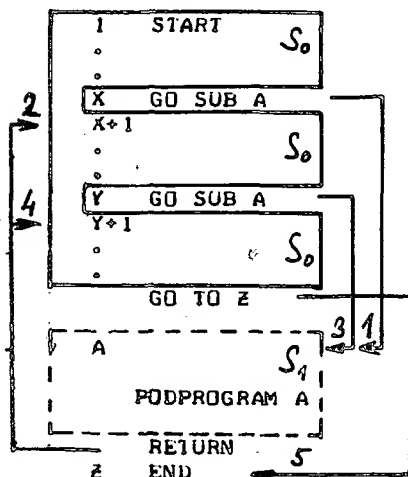 1 START S₀
X GO SUB A
2 X+1
S₀
Y GO SUB A
4 Y+1
S₀
GO TO Z
3 1
A S₁
PODPROGRAM A
RETURN
Z END 5